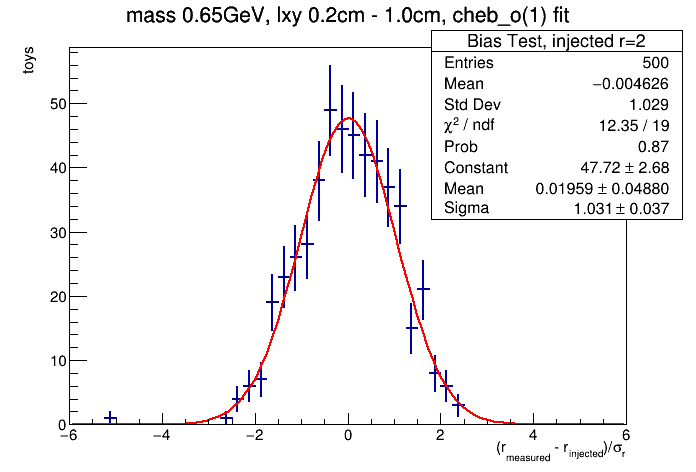 mass 0.65GeV, lxy 0.2cm - 1.0cm, cheb_o(1) fit
Bias Test, injected r=2
Entries 500
Mean −0.004626
Std Dev 1.029
χ² / ndf 12.35 / 19
Prob 0.87
Constant 47.72 ± 2.68
Mean 0.01959 ± 0.04880
Sigma 1.031 ± 0.037
toys
50
40
30
20
10
0
−6 −4 −2 0 2 4 6
(r_measured - r_injected)/σ_r